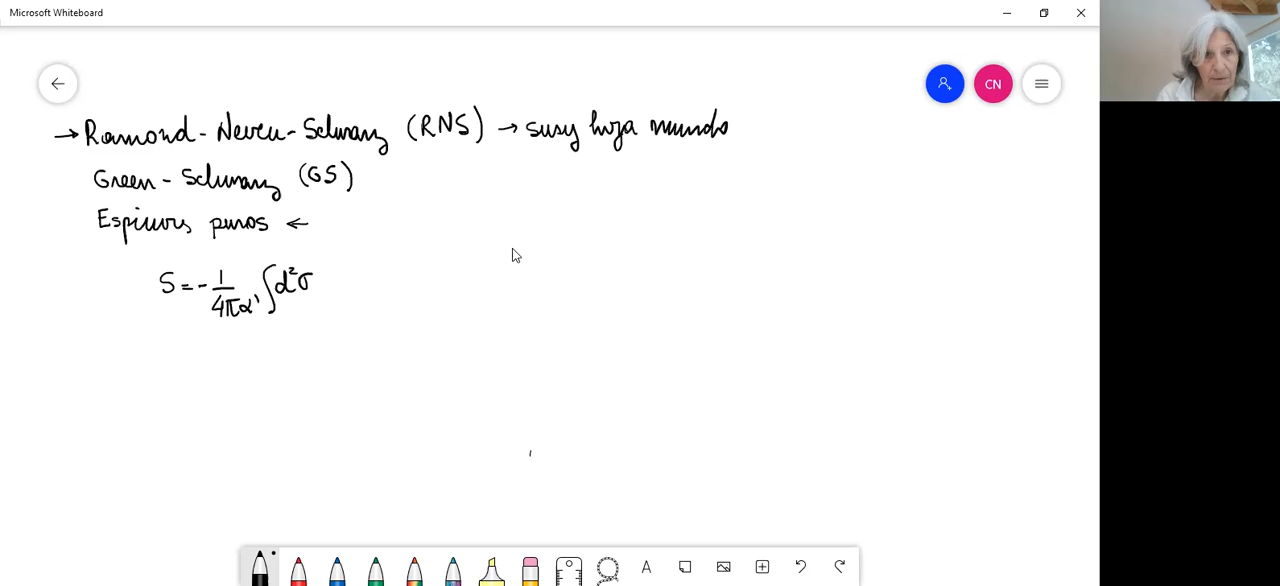 Microsoft Whiteboard
CN
→ Ramond - Neveu - Schwarz (RNS) → susy hoja mundo
Green - Schwarz (GS)
Espinores puros ←
S = - 1/4πα' ∫ d²σ
A